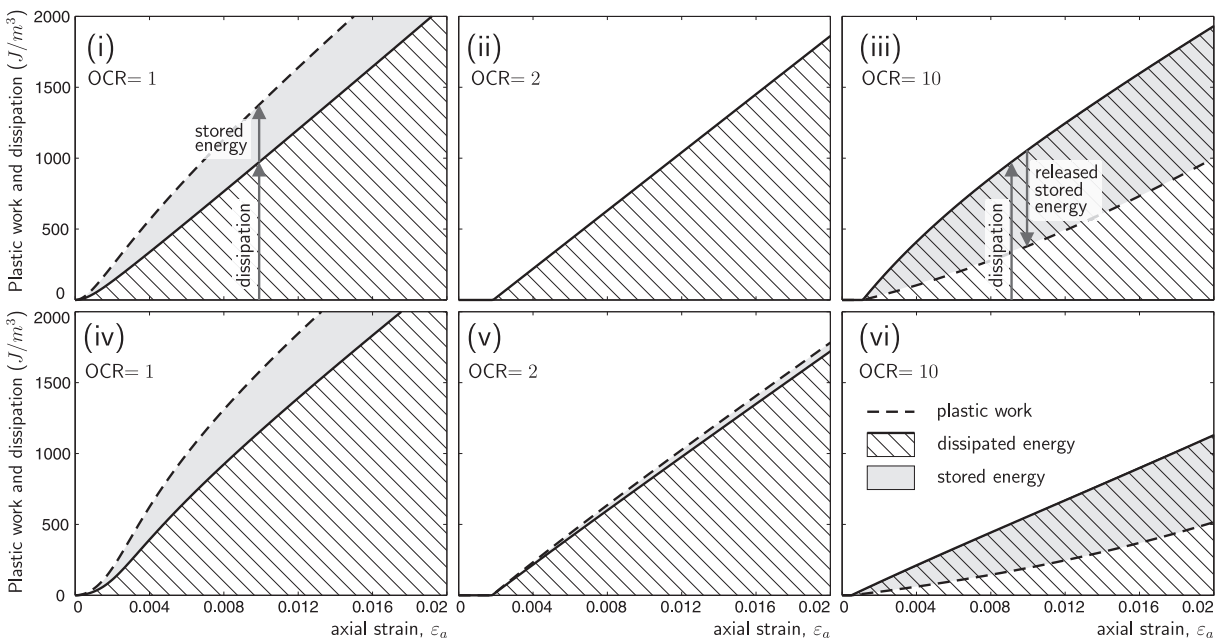 Plastic work and dissipation (J/m³)
2000
1500
1000
500
0
(i)
OCR= 1
stored
energy
dissipation
(ii)
OCR= 2
(iii)
OCR= 10
dissipation
released
stored
energy
Plastic work and dissipation (J/m³)
2000
1500
1000
500
0
(iv)
OCR= 1
(v)
OCR= 2
(vi)
OCR= 10
plastic work
dissipated energy
stored energy
0 0.004 0.008 0.012 0.016 0.02
axial strain, εₐ
0.004 0.008 0.012 0.016 0.02
axial strain, εₐ
0.004 0.008 0.012 0.016 0.02
axial strain, εₐ